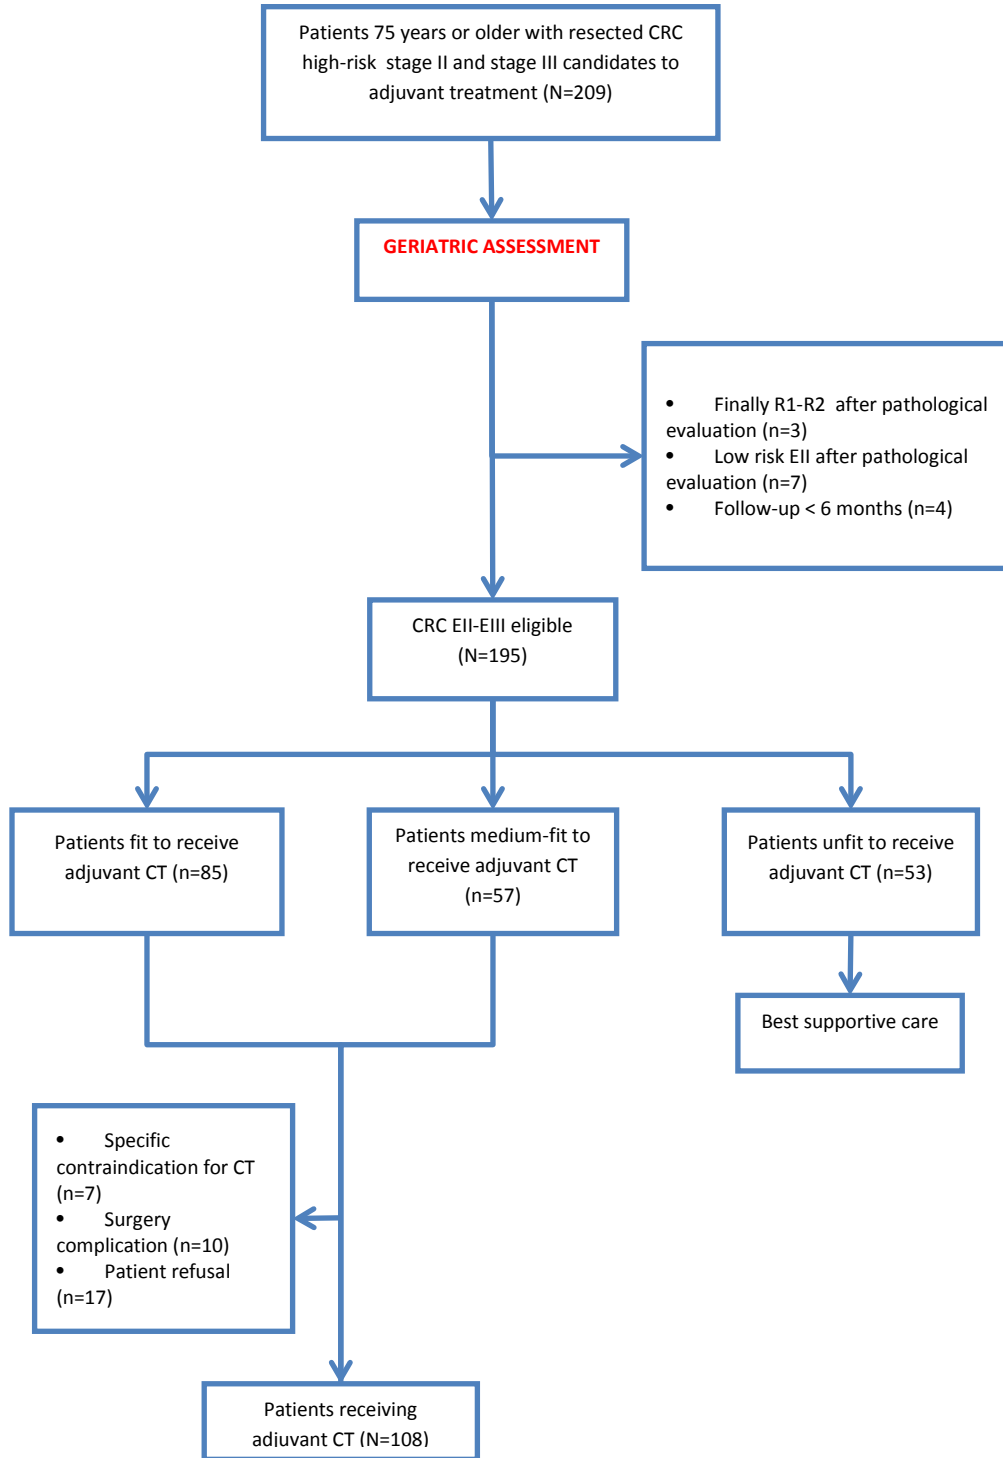 Patients 75 years or older with resected CRC
high-risk  stage II and stage III candidates to
adjuvant treatment (N=209)
GERIATRIC ASSESSMENT
• Finally R1-R2  after pathological
evaluation (n=3)
• Low risk EII after pathological
evaluation (n=7)
• Follow-up < 6 months (n=4)
CRC EII-EIII eligible
(N=195)
Patients fit to receive
adjuvant CT (n=85)
Patients medium-fit to
receive adjuvant CT
(n=57)
Patients unfit to receive
adjuvant CT (n=53)
Best supportive care
• Specific
contraindication for CT
(n=7)
• Surgery
complication (n=10)
• Patient refusal
(n=17)
Patients receiving
adjuvant CT (N=108)